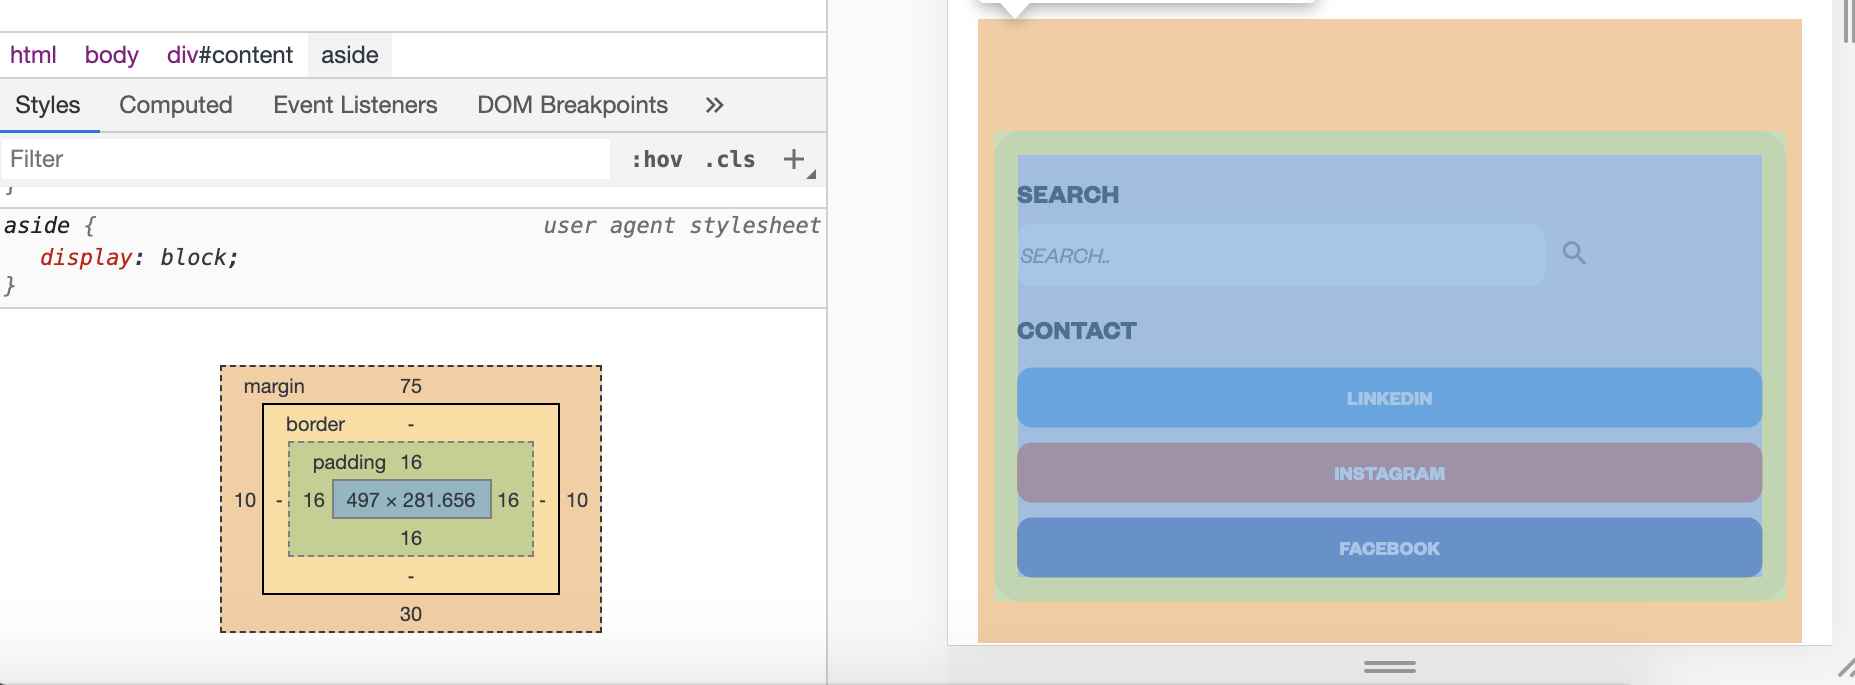 html body div#content aside
Styles Computed Event Listeners DOM Breakpoints »
Filter :hov .cls +
}
aside { user agent stylesheet
display: block;
}
margin 75
border -
padding 16
10 - 16 497 × 281.656 16 - 10
16
-
30
SEARCH
SEARCH..
CONTACT
LINKEDIN
INSTAGRAM
FACEBOOK